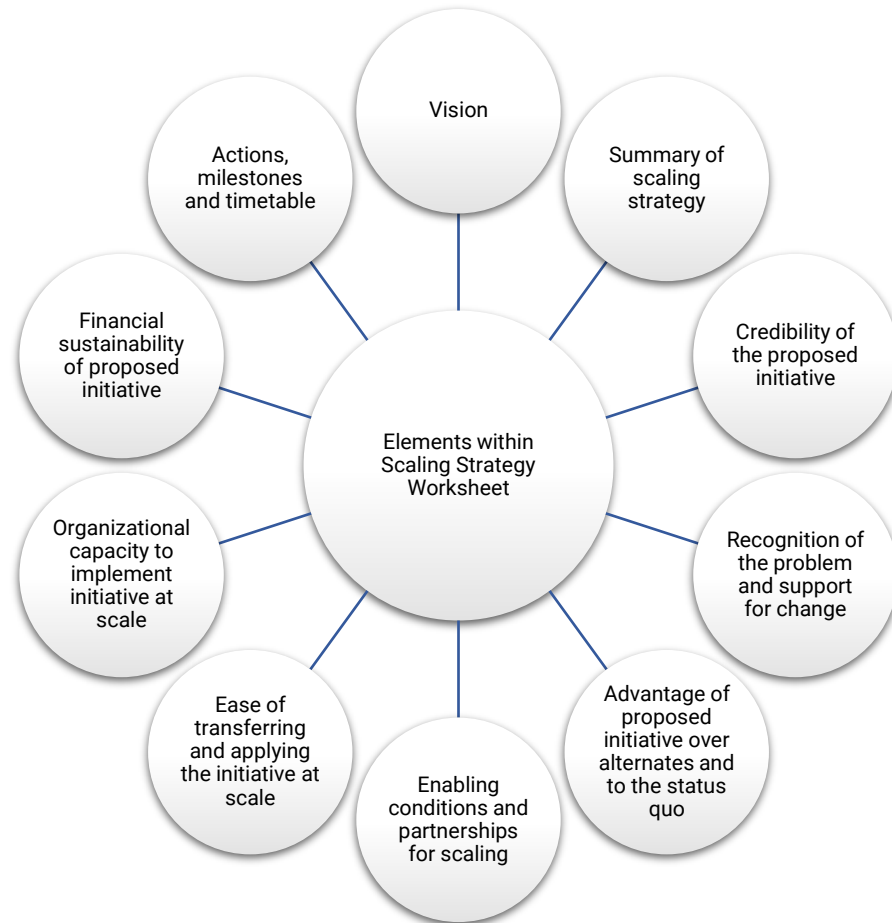 Vision
Summary of
scaling
strategy
Credibility of
the proposed
initiative
Recognition of
the problem
and support
for change
Advantage of
proposed
initiative over
alternates and
to the status
quo
Enabling
conditions and
partnerships
for scaling
Ease of
transferring
and applying
the initiative at
scale
Organizational
capacity to
implement
initiative at
scale
Financial
sustainability
of proposed
initiative
Actions,
milestones
and timetable
Elements within
Scaling Strategy
Worksheet